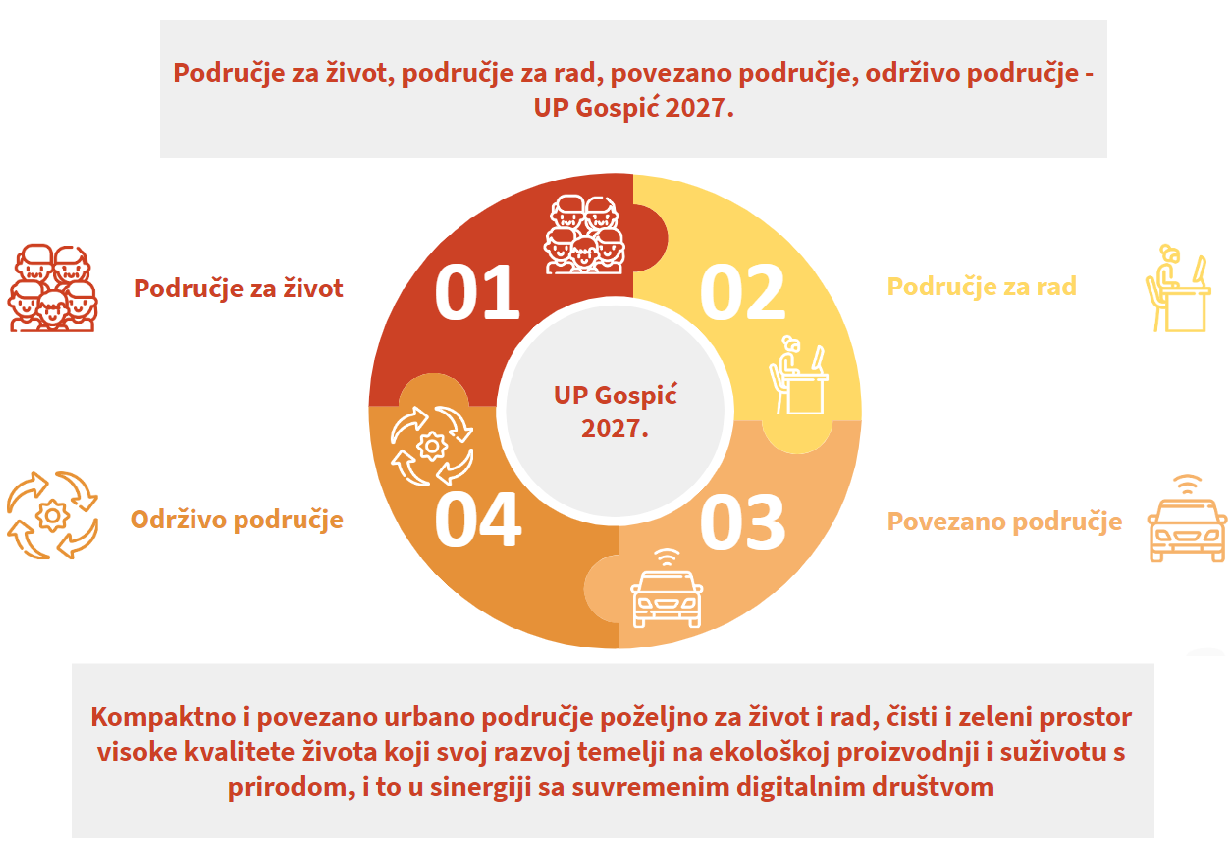 Područje za život, područje za rad, povezano područje, održivo područje -
UP Gospić 2027.
01
02
Područje za život
Područje za rad
UP Gospić
2027.
04
03
Održivo područje
Povezano područje
Kompaktno i povezano urbano područje poželjno za život i rad, čisti i zeleni prostor
visoke kvalitete života koji svoj razvoj temelji na ekološkoj proizvodnji i suživotu s
prirodom, i to u sinergiji sa suvremenim digitalnim društvom